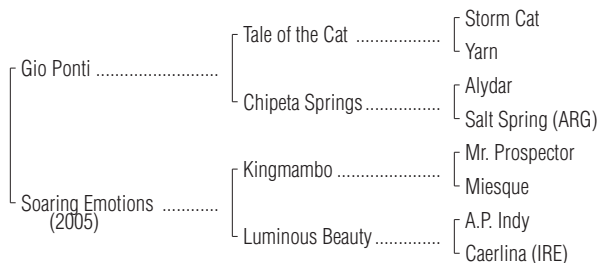 Storm Cat
Tale of the Cat ..................
Yarn
Gio Ponti ..........................
Alydar
Chipeta Springs ................
Salt Spring (ARG)
Mr. Prospector
Kingmambo ......................
Miesque
Soaring Emotions ............
(2005)
A.P. Indy
Luminous Beauty ..............
Caerlina (IRE)